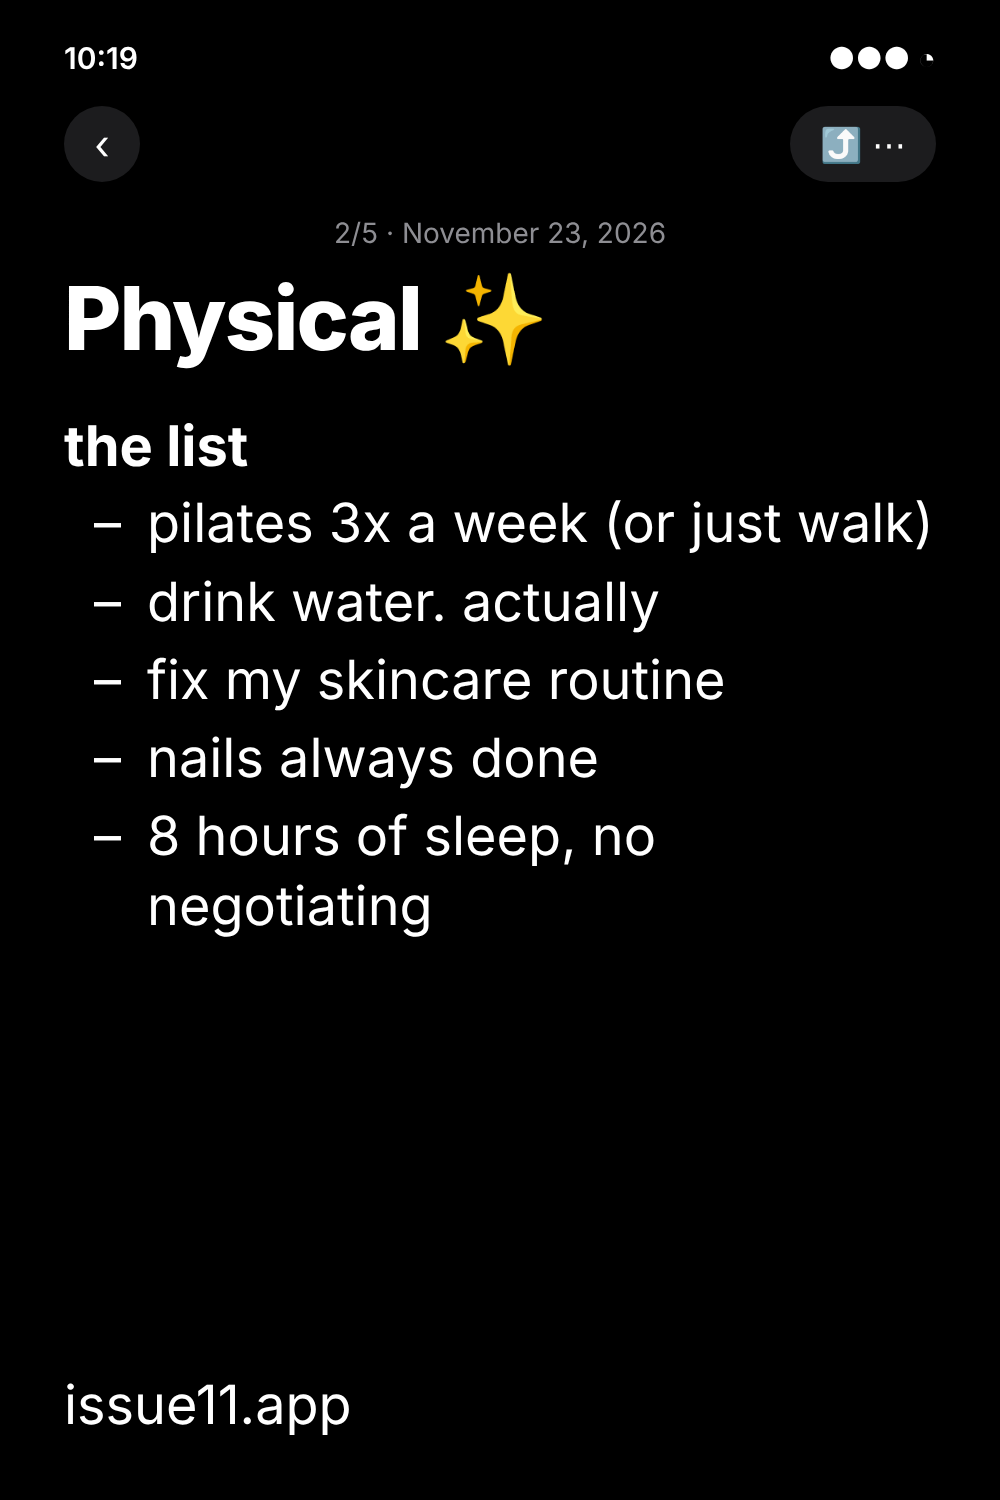 10:19
2/5 · November 23, 2026
Physical ✨
the list
– pilates 3x a week (or just walk)
– drink water. actually
– fix my skincare routine
– nails always done
– 8 hours of sleep, no
negotiating
issue11.app